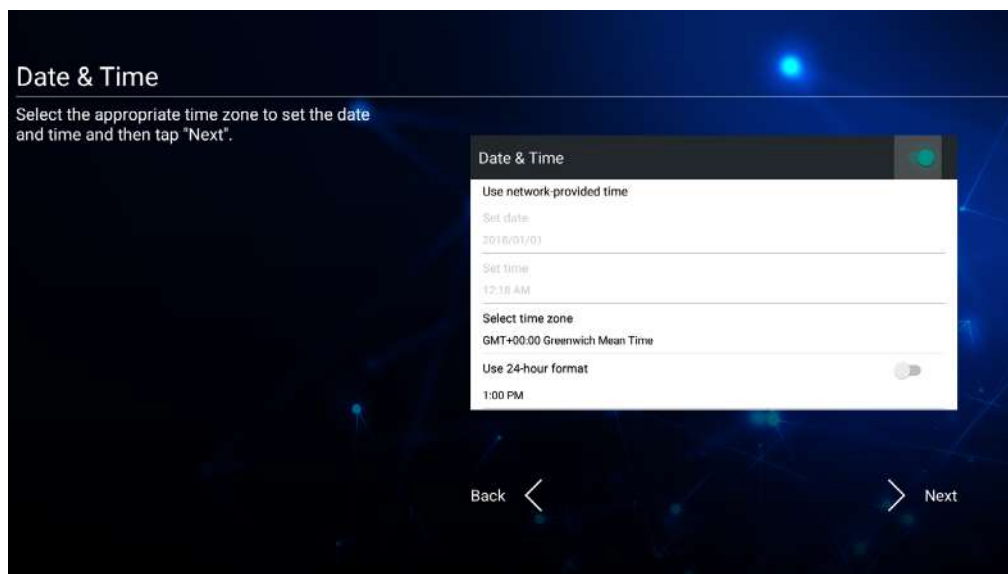 Date & Time
Select the appropriate time zone to set the date
and time and then tap "Next".
Date & Time
Use network-provided time
Set date
2018/01/01
Set time
12:18 AM
Select time zone
GMT+00:00 Greenwich Mean Time
Use 24-hour format
1:00 PM
Back
Next